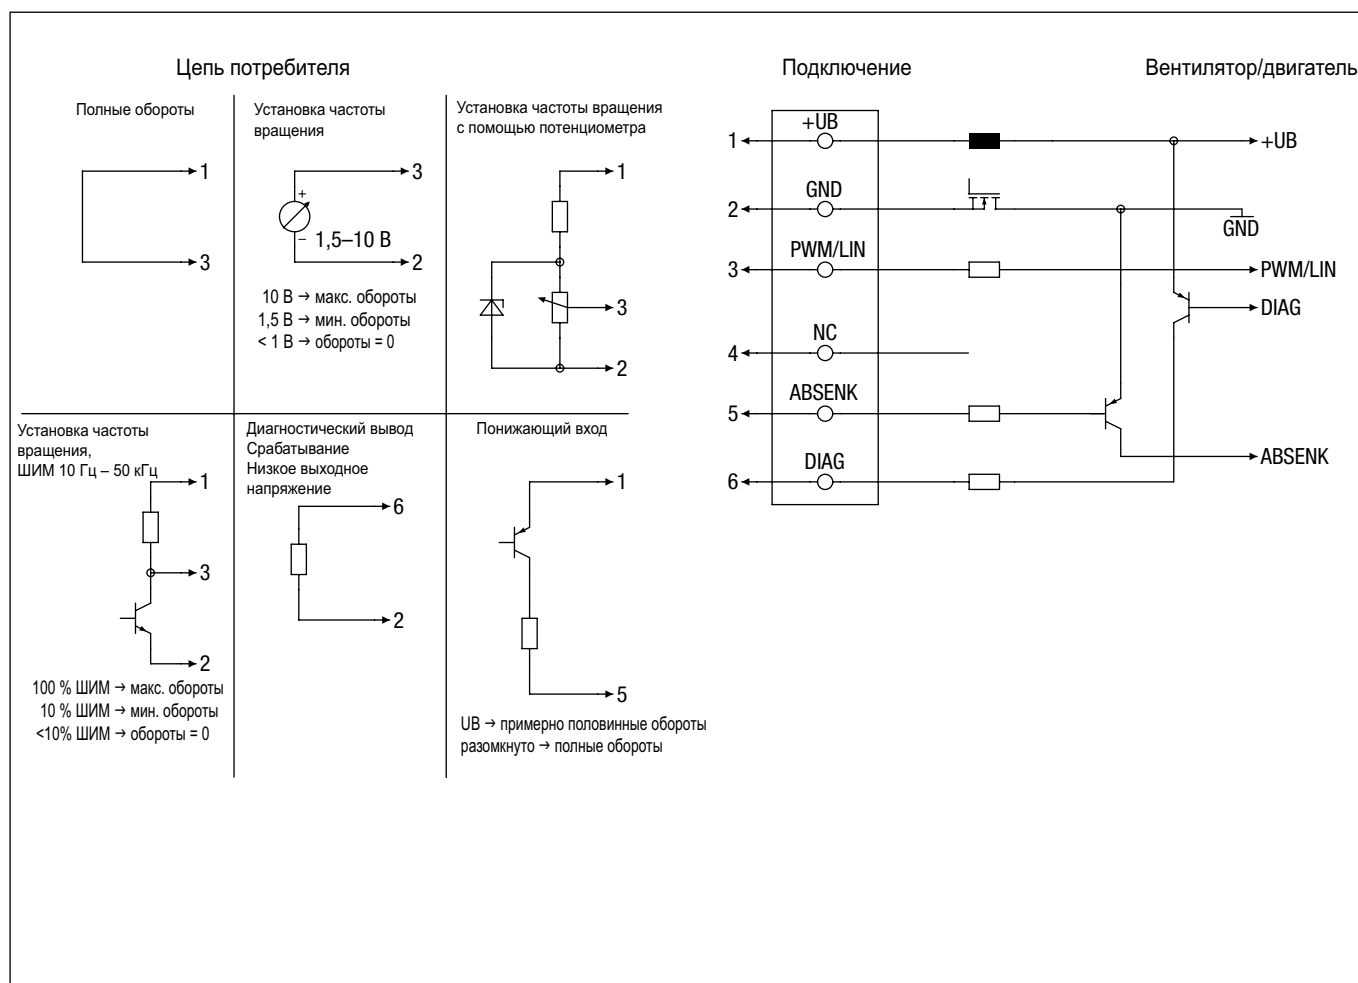 Цепь потребителя
Подключение
Вентилятор/двигатель
Полные обороты
1
3
Установка частоты
вращения
3
+
–
1,5–10 В
2
10 В → макс. обороты
1,5 В → мин. обороты
< 1 В → обороты = 0
Установка частоты вращения
с помощью потенциометра
1
3
2
Установка частоты
вращения,
ШИМ 10 Гц – 50 кГц
1
3
2
100 % ШИМ → макс. обороты
10 % ШИМ → мин. обороты
<10% ШИМ → обороты = 0
Диагностический вывод
Срабатывание
Низкое выходное
напряжение
6
2
Понижающий вход
1
5
UB → примерно половинные обороты
разомкнуто → полные обороты
1
+UB
+UB
2
GND
GND
3
PWM/LIN
PWM/LIN
DIAG
4
NC
5
ABSENK
ABSENK
6
DIAG